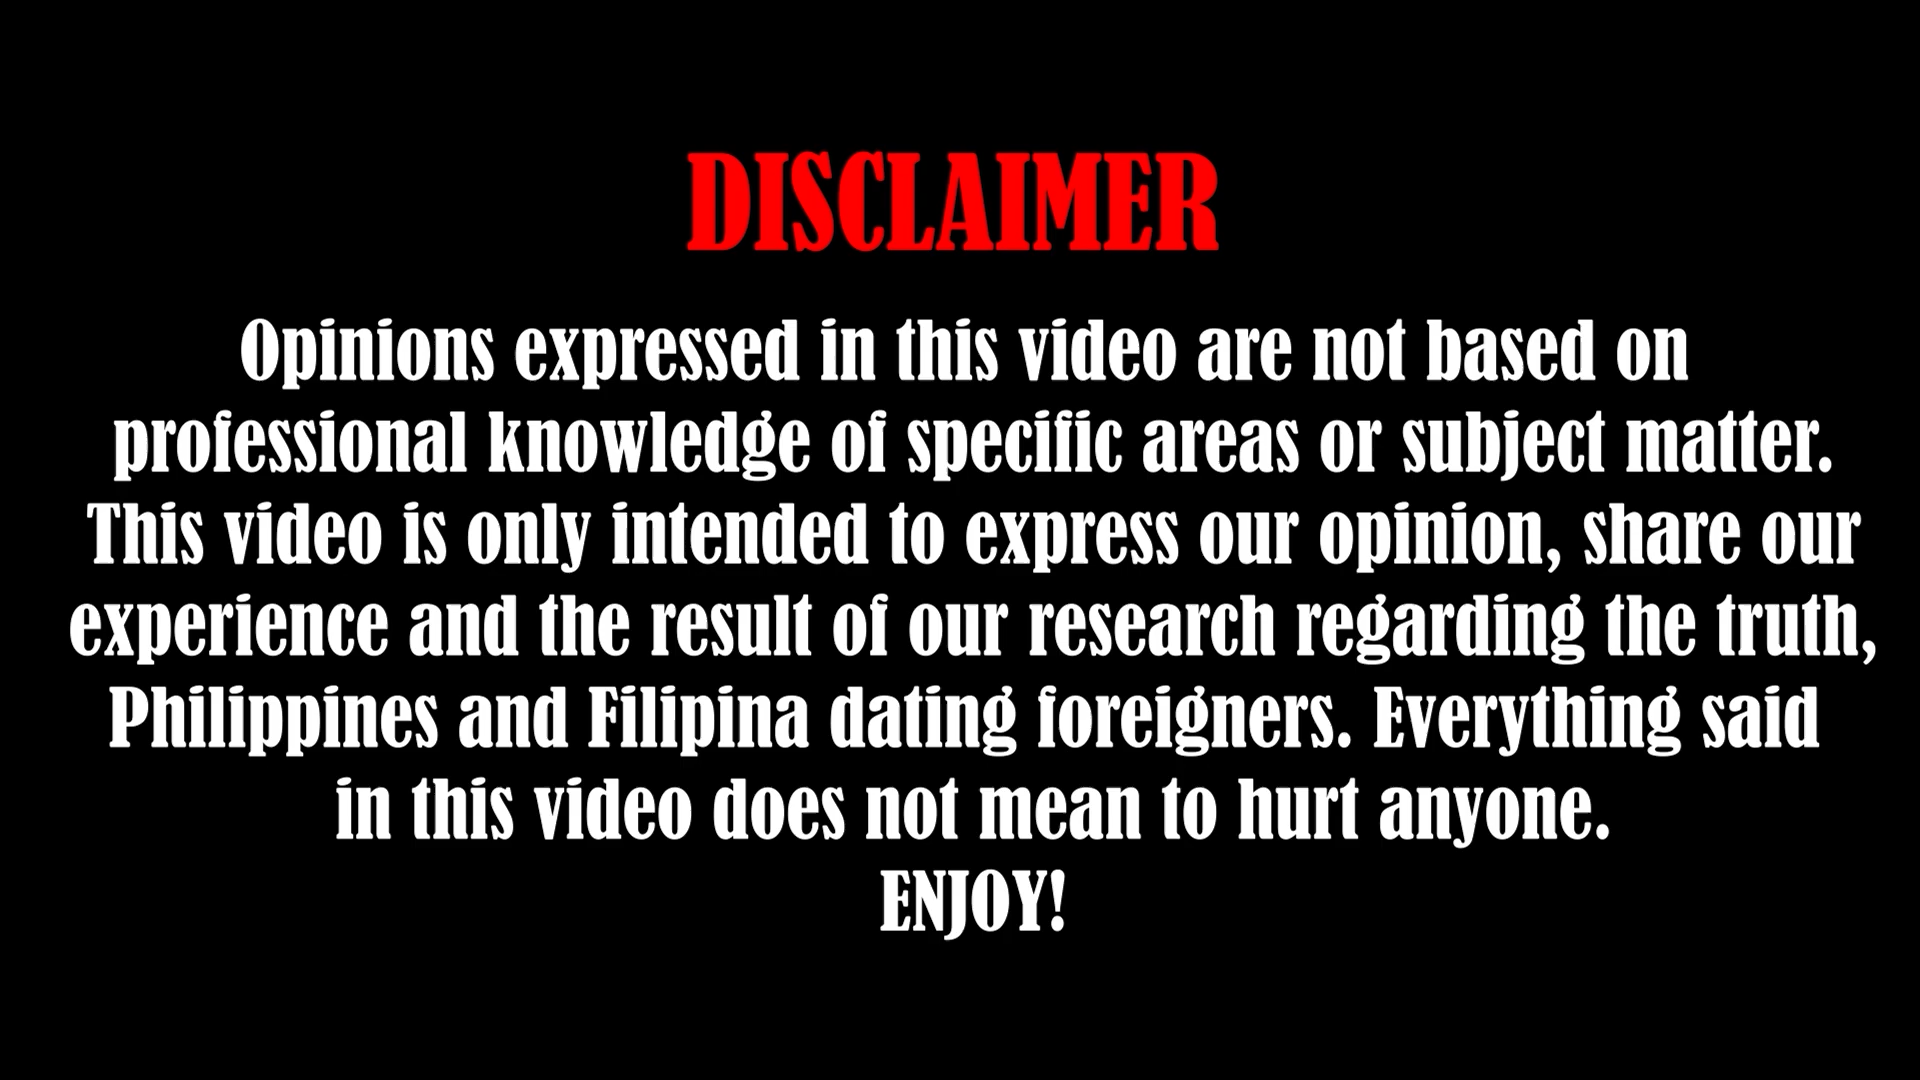 DISCLAIMER
Opinions expressed in this video are not based on
professional knowledge of specific areas or subject matter.
This video is only intended to express our opinion, share our
experience and the result of our research regarding the truth,
Philippines and Filipina dating foreigners. Everything said
in this video does not mean to hurt anyone.
ENJOY!